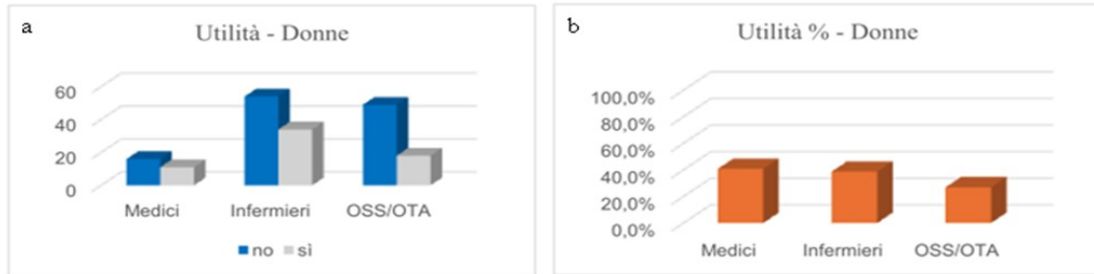 a
Utilità - Donne
60
40
20
0
Medici Infermieri OSS/OTA
no sì
b
Utilità % - Donne
100,0%
80,0%
60,0%
40,0%
20,0%
0,0%
Medici Infermieri OSS/OTA